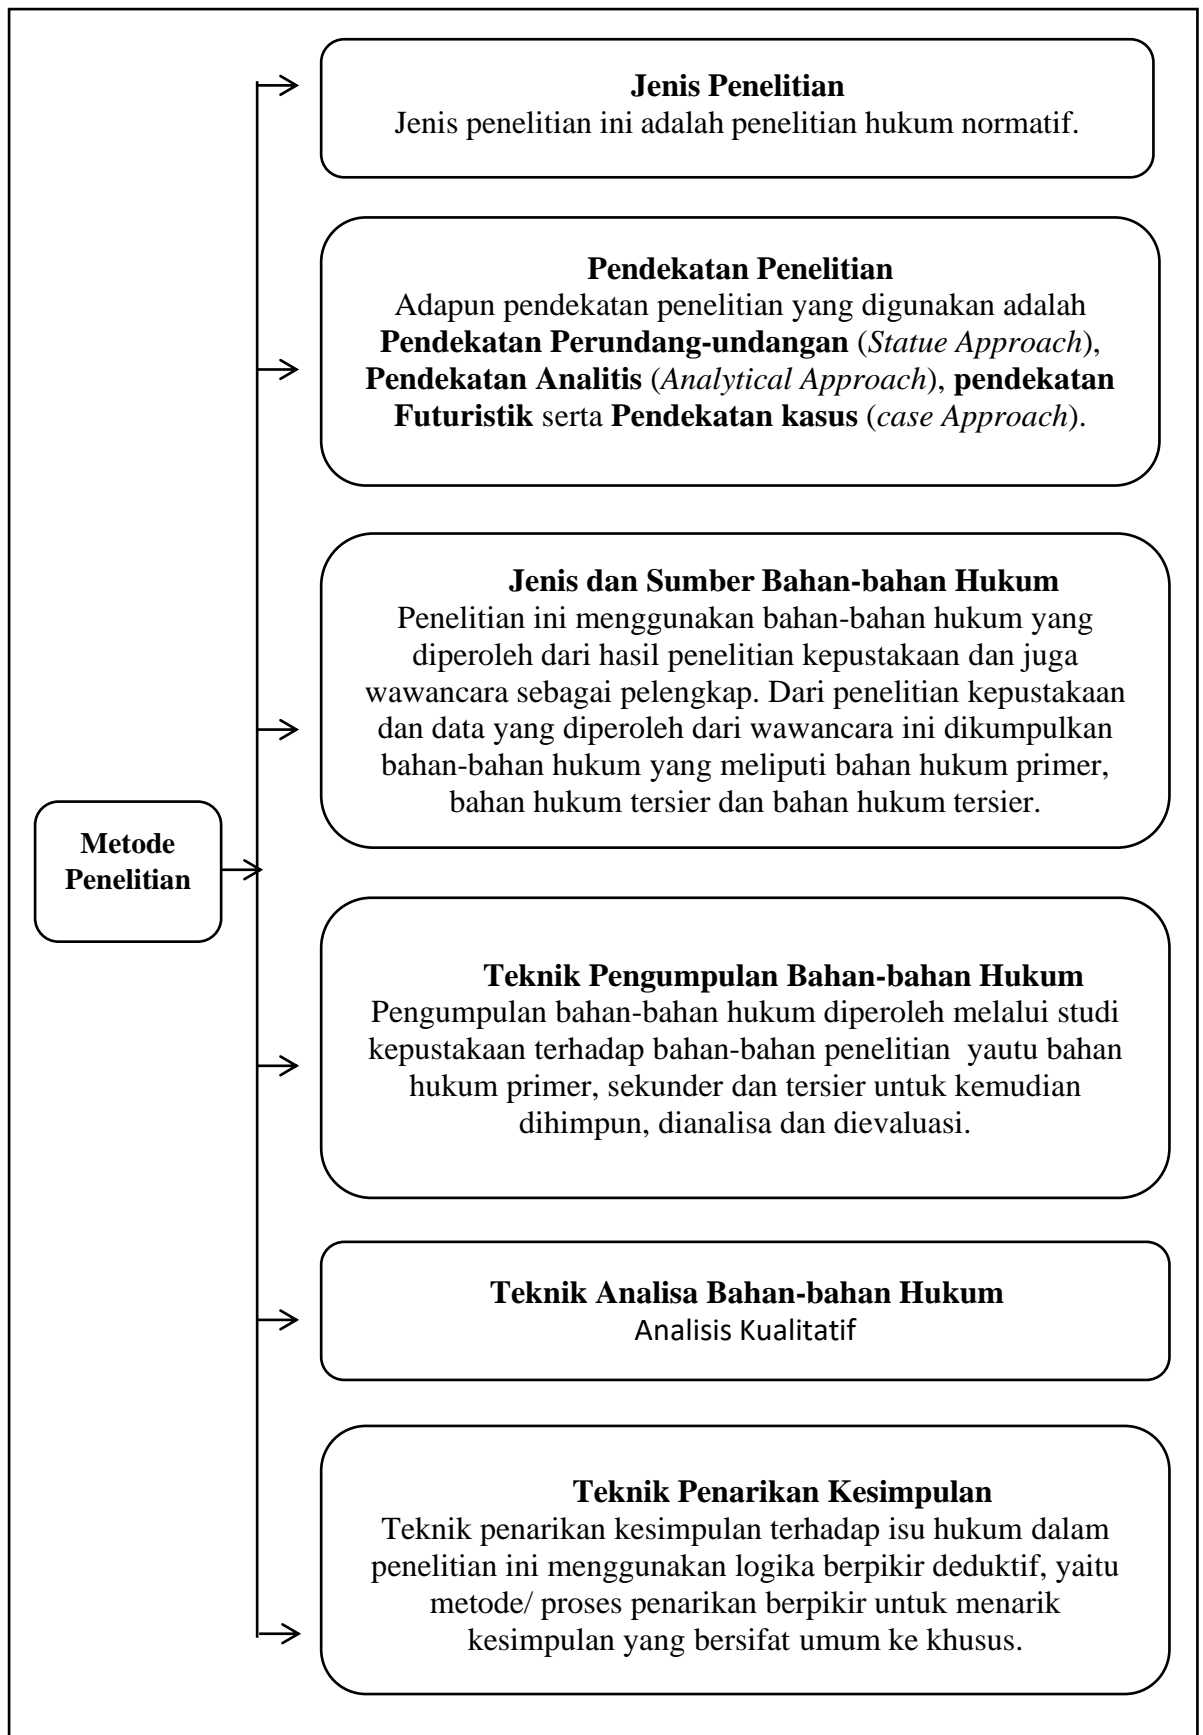 Jenis Penelitian
Jenis penelitian ini adalah penelitian hukum normatif.
Pendekatan Penelitian
Adapun pendekatan penelitian yang digunakan adalah
Pendekatan Perundang-undangan (Statue Approach),
Pendekatan Analitis (Analytical Approach), pendekatan
Futuristik serta Pendekatan kasus (case Approach).
Jenis dan Sumber Bahan-bahan Hukum
Penelitian ini menggunakan bahan-bahan hukum yang
diperoleh dari hasil penelitian kepustakaan dan juga
wawancara sebagai pelengkap. Dari penelitian kepustakaan
dan data yang diperoleh dari wawancara ini dikumpulkan
bahan-bahan hukum yang meliputi bahan hukum primer,
bahan hukum tersier dan bahan hukum tersier.
Metode
Penelitian
Teknik Pengumpulan Bahan-bahan Hukum
Pengumpulan bahan-bahan hukum diperoleh melalui studi
kepustakaan terhadap bahan-bahan penelitian  yautu bahan
hukum primer, sekunder dan tersier untuk kemudian
dihimpun, dianalisa dan dievaluasi.
Teknik Analisa Bahan-bahan Hukum
Analisis Kualitatif
Teknik Penarikan Kesimpulan
Teknik penarikan kesimpulan terhadap isu hukum dalam
penelitian ini menggunakan logika berpikir deduktif, yaitu
metode/ proses penarikan berpikir untuk menarik
kesimpulan yang bersifat umum ke khusus.